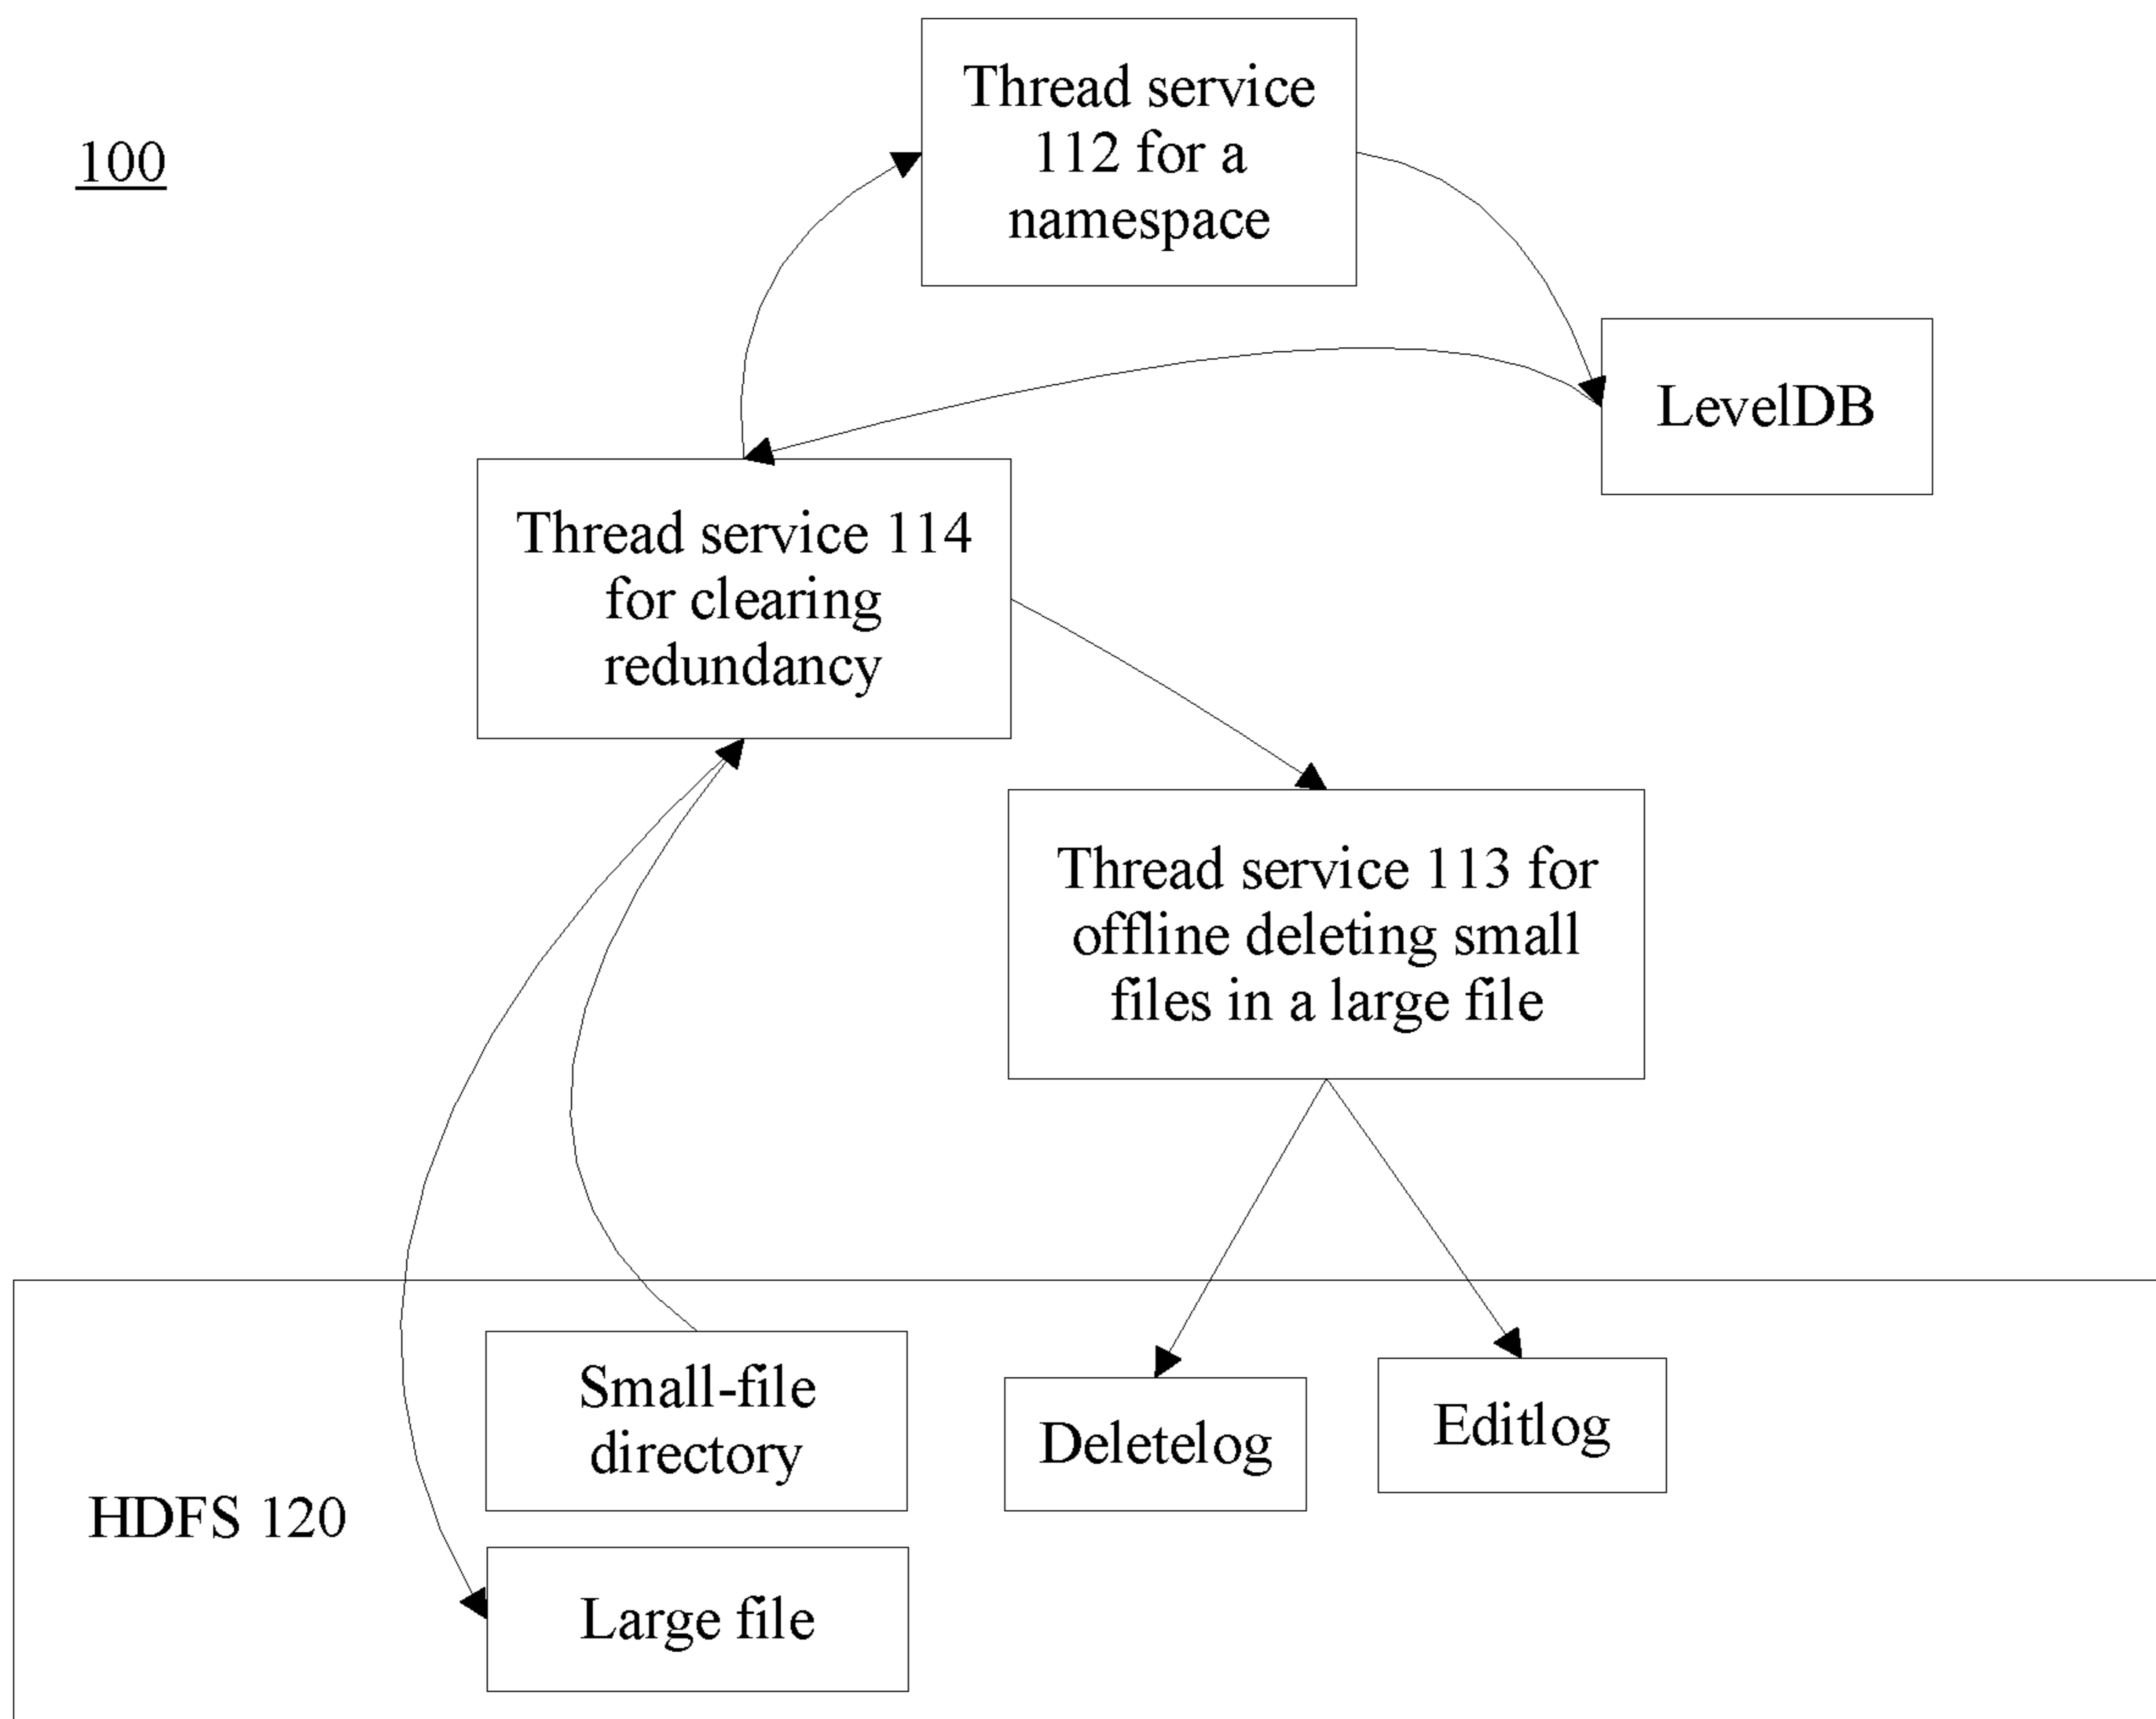 100
Thread service
112 for a
namespace
LevelDB
Thread service 114
for clearing
redundancy
Thread service 113 for
offline deleting small
files in a large file
Small-file
directory
Deletelog
Editlog
HDFS 120
Large file